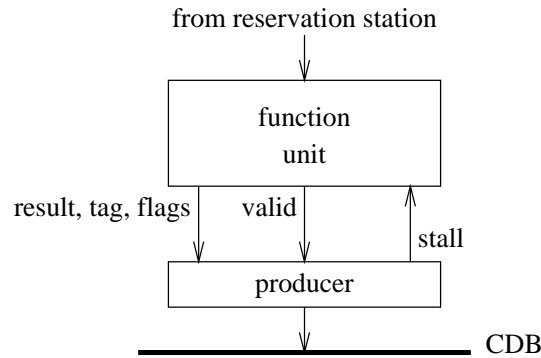 from reservation station
function
unit
result, tag, flags
valid
stall
producer
CDB